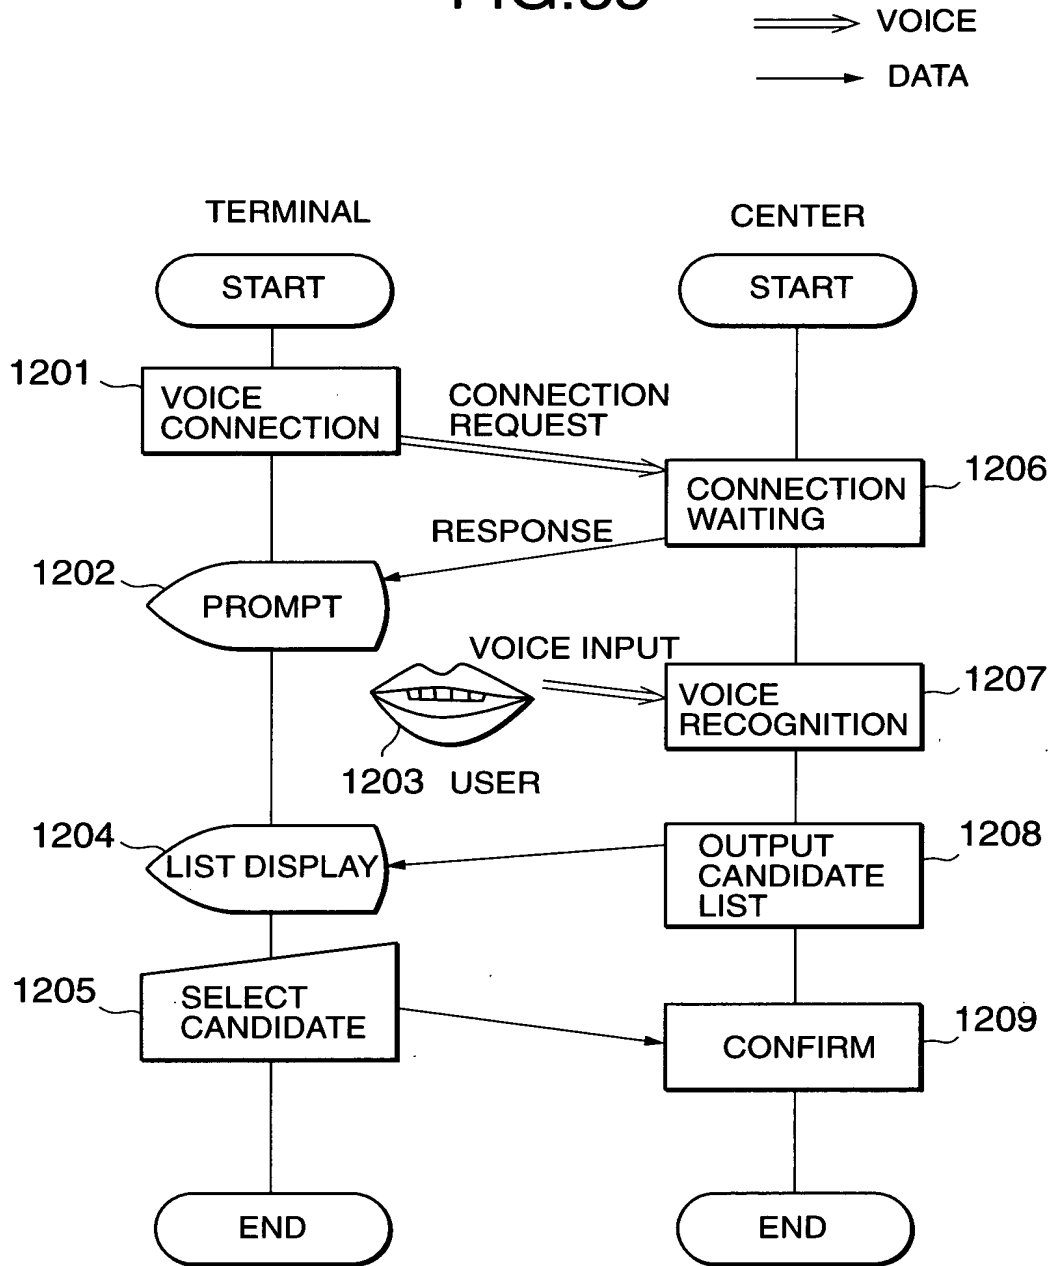 VOICE
DATA
TERMINAL
CENTER
START
START
1201
VOICE
CONNECTION
CONNECTION
REQUEST
1206
CONNECTION
WAITING
RESPONSE
1202
PROMPT
VOICE INPUT
1207
VOICE
RECOGNITION
1203 USER
1204
LIST DISPLAY
1208
OUTPUT
CANDIDATE
LIST
1205
SELECT
CANDIDATE
1209
CONFIRM
END
END